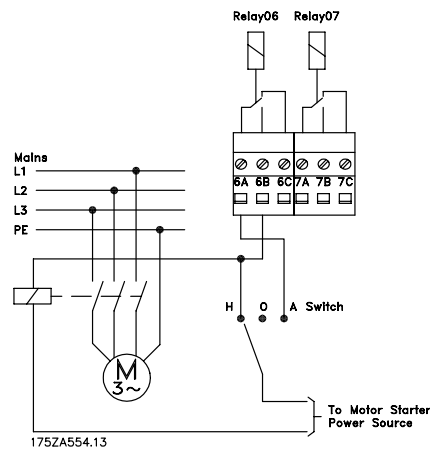 Relay06 Relay07
6A 6B 6C 7A 7B 7C
Mains
L1
L2
L3
PE
H O A Switch
M
3~
To Motor Starter
Power Source
175ZA554.13